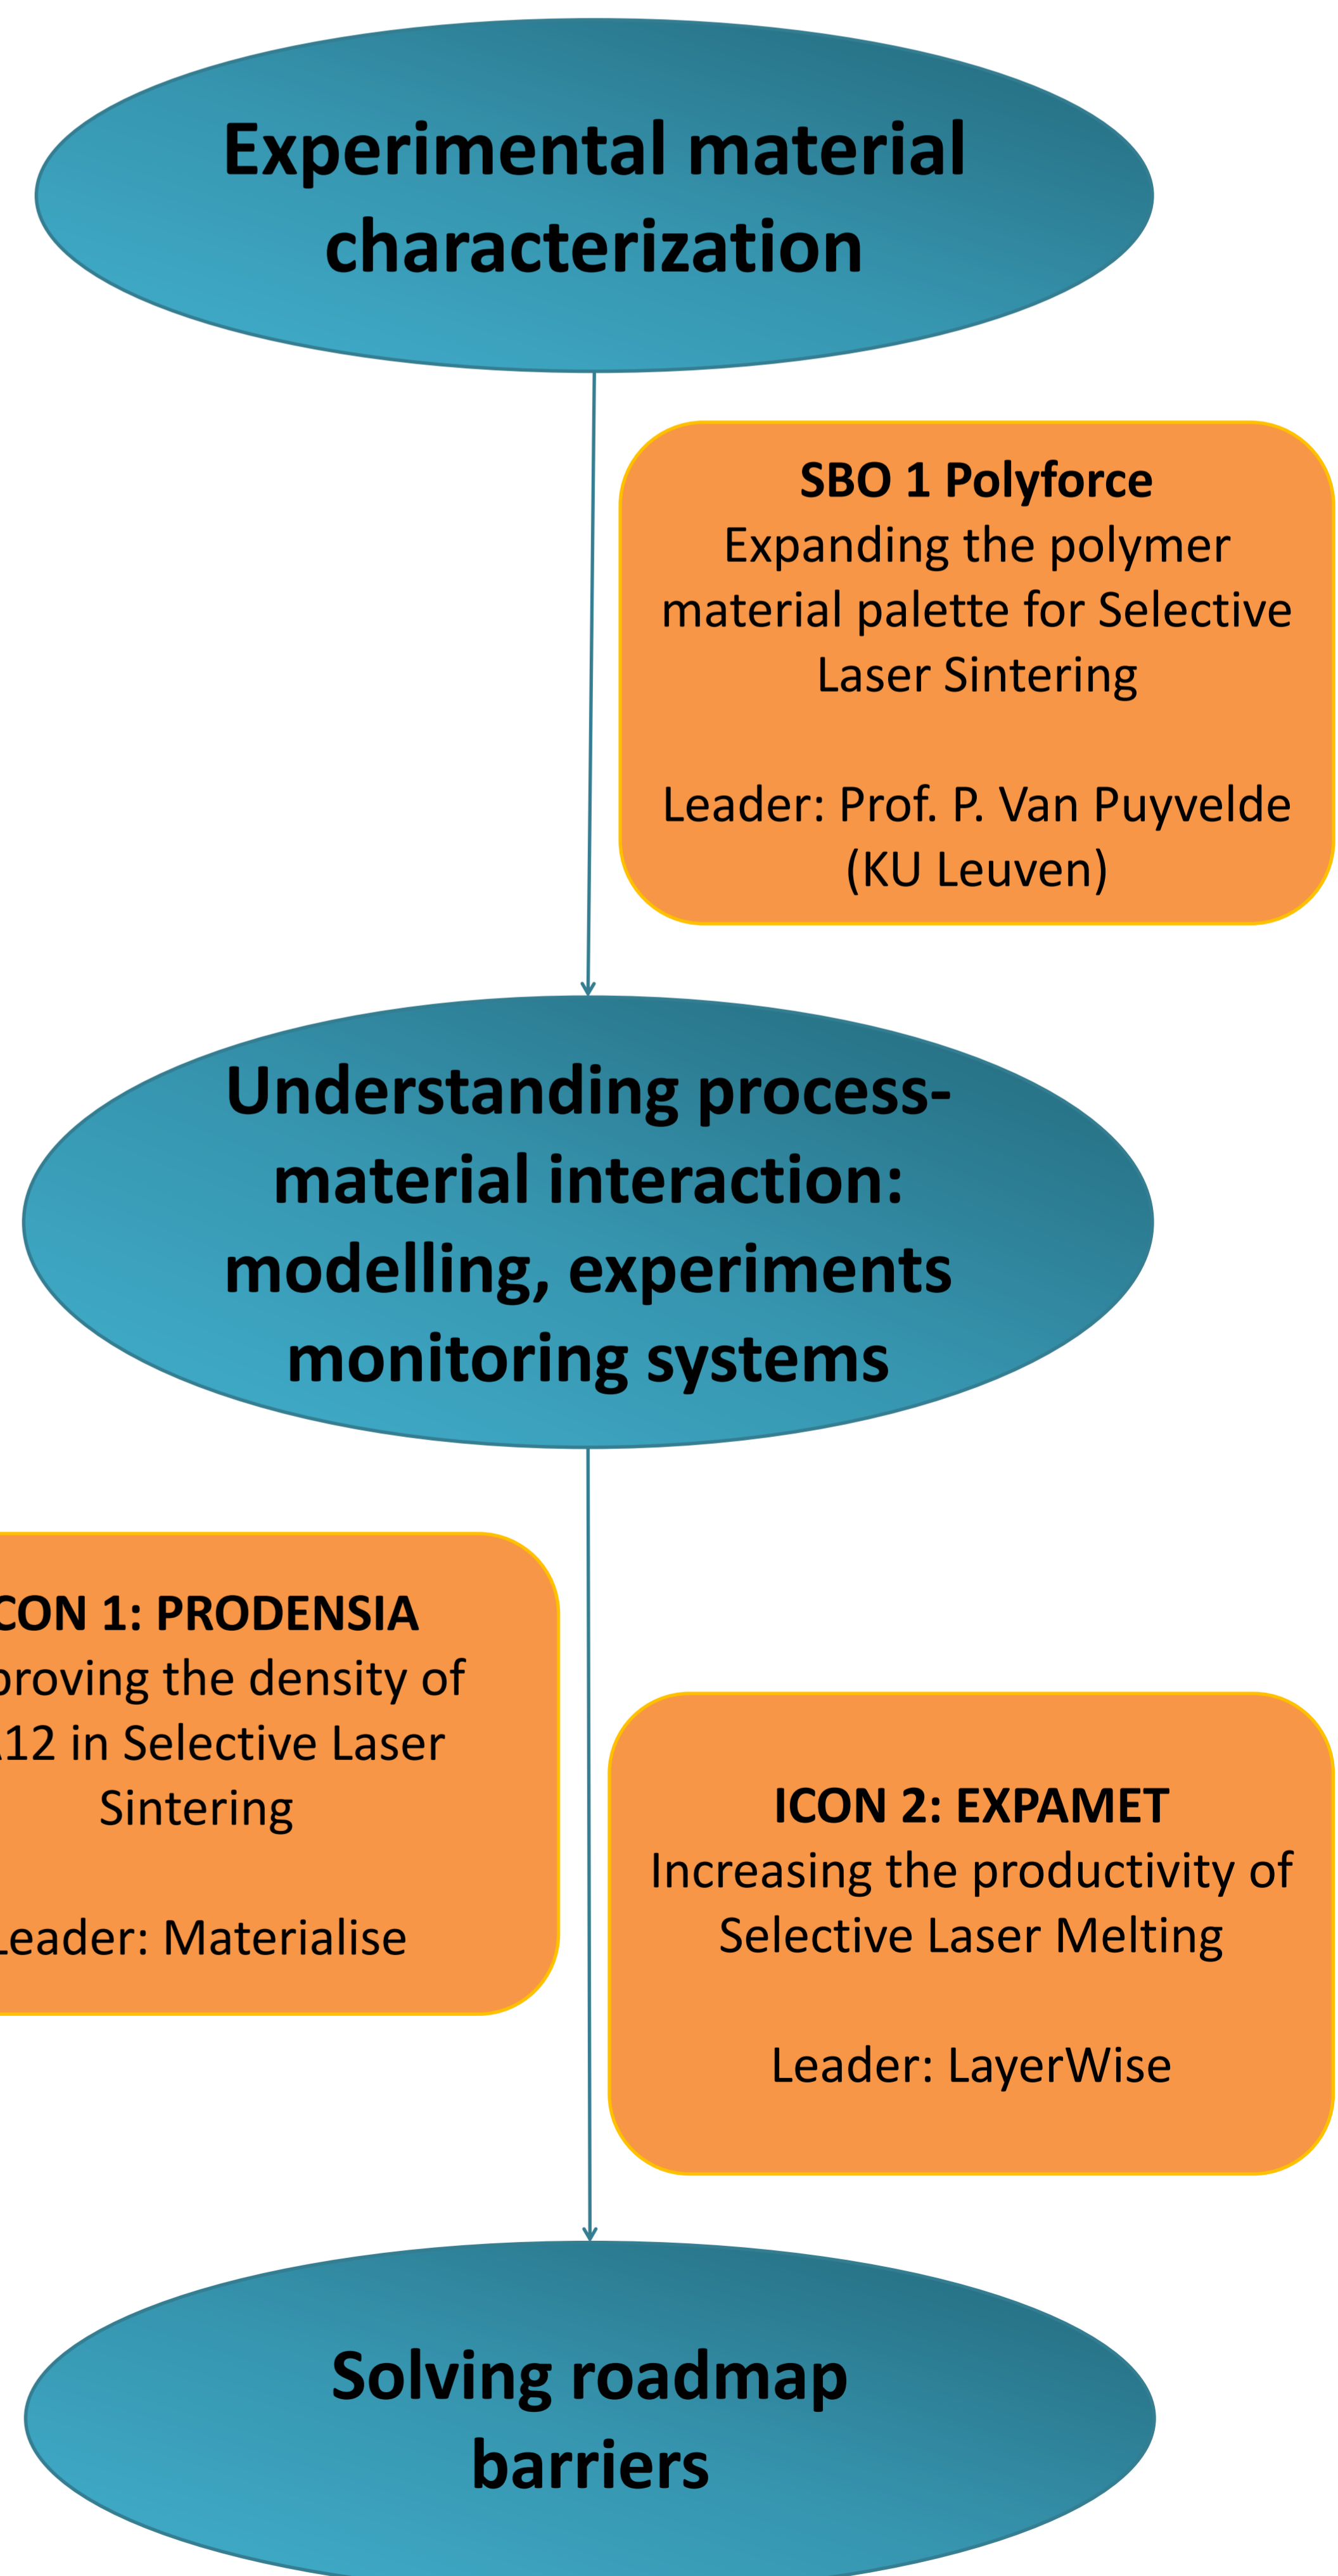 Experimental material
characterization
SBO 1 Polyforce
Expanding the polymer
material palette for Selective
Laser Sintering
Leader: Prof. P. Van Puyvelde
(KU Leuven)
Understanding process-
material interaction:
modelling, experiments
monitoring systems
CON 1: PRODENSIA
proving the density of
12 in Selective Laser
Sintering
Leader: Materialise
ICON 2: EXPAMET
Increasing the productivity of
Selective Laser Melting
Leader: LayerWise
Solving roadmap
barriers